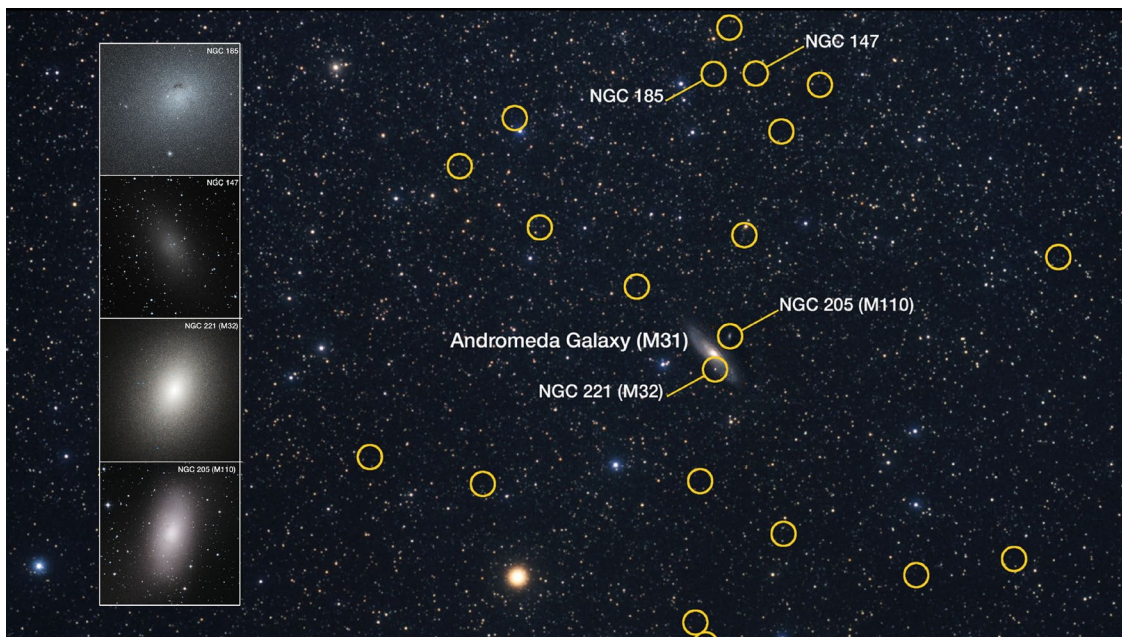 NGC 185
NGC 147
NGC 221 (M32)
NGC 205 (M110)
NGC 147
NGC 185
NGC 205 (M110)
Andromeda Galaxy (M31)
NGC 221 (M32)